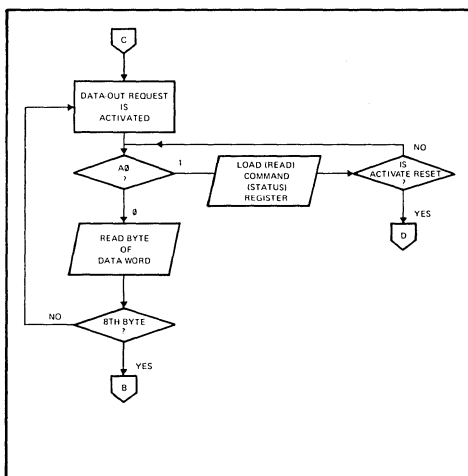 C
DATA-OUT REQUEST
IS
ACTIVATED
NO
A0
?
1
LOAD (READ)
COMMAND
(STATUS)
REGISTER
IS
ACTIVATE RESET
?
0
YES
READ BYTE
OF
DATA WORD
D
NO
8TH BYTE
?
YES
B